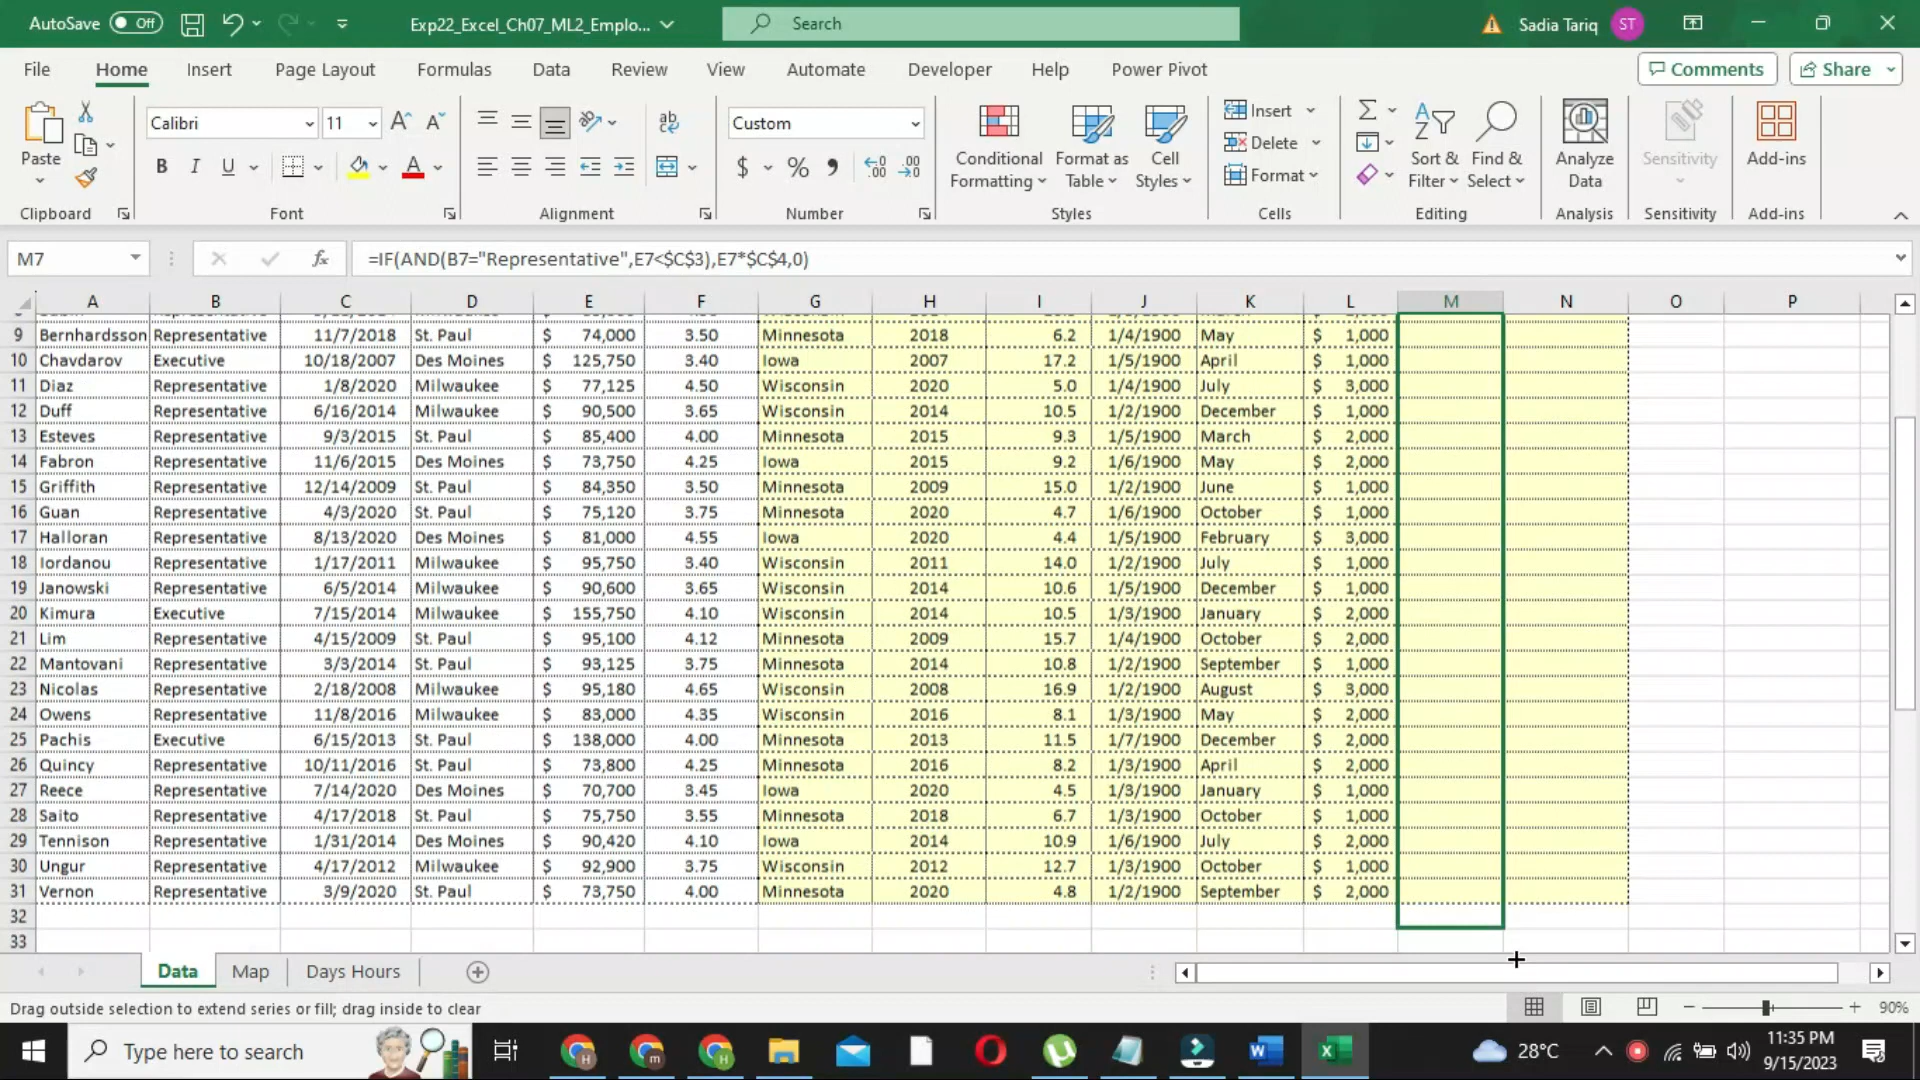 AutoSave Off Exp22_Excel_Ch07_ML2_Emplo... Search Sadia Tariq ST
File Home Insert Page Layout Formulas Data Review View Automate Developer Help Power Pivot Comments Share
Paste Calibri 11 Custom Conditional Formatting Format as Table Cell Styles Insert Delete Format Sort & Filter Find & Select Analyze Data Sensitivity Add-ins
Clipboard Font Alignment Number Styles Cells Editing Analysis Sensitivity Add-ins
M7 fx =IF(AND(B7="Representative",E7<$C$3),E7*$C$4,0)
A B C D E F G H I J K L M N O P
9 Bernhardsson Representative 11/7/2018 St. Paul $ 74,000 3.50 Minnesota 2018 6.2 1/4/1900 May $ 1,000
10 Chavdarov Executive 10/18/2007 Des Moines $ 125,750 3.40 Iowa 2007 17.2 1/5/1900 April $ 1,000
11 Diaz Representative 1/8/2020 Milwaukee $ 77,125 4.50 Wisconsin 2020 5.0 1/4/1900 July $ 3,000
12 Duff Representative 6/16/2014 Milwaukee $ 90,500 3.65 Wisconsin 2014 10.5 1/2/1900 December $ 1,000
13 Esteves Representative 9/3/2015 St. Paul $ 85,400 4.00 Minnesota 2015 9.3 1/5/1900 March $ 2,000
14 Fabron Representative 11/6/2015 Des Moines $ 73,750 4.25 Iowa 2015 9.2 1/6/1900 May $ 2,000
15 Griffith Representative 12/14/2009 St. Paul $ 84,350 3.50 Minnesota 2009 15.0 1/2/1900 June $ 1,000
16 Guan Representative 4/3/2020 St. Paul $ 75,120 3.75 Minnesota 2020 4.7 1/6/1900 October $ 1,000
17 Halloran Representative 8/13/2020 Des Moines $ 81,000 4.55 Iowa 2020 4.4 1/5/1900 February $ 3,000
18 Iordanou Representative 1/17/2011 Milwaukee $ 95,750 3.40 Wisconsin 2011 14.0 1/2/1900 July $ 1,000
19 Janowski Representative 6/5/2014 Milwaukee $ 90,600 3.65 Wisconsin 2014 10.6 1/5/1900 December $ 1,000
20 Kimura Executive 7/15/2014 Milwaukee $ 155,750 4.10 Wisconsin 2014 10.5 1/3/1900 January $ 2,000
21 Lim Representative 4/15/2009 St. Paul $ 95,100 4.12 Minnesota 2009 15.7 1/4/1900 October $ 2,000
22 Mantovani Representative 3/3/2014 St. Paul $ 93,125 3.75 Minnesota 2014 10.8 1/2/1900 September $ 1,000
23 Nicolas Representative 2/18/2008 Milwaukee $ 95,180 4.65 Wisconsin 2008 16.9 1/2/1900 August $ 3,000
24 Owens Representative 11/8/2016 Milwaukee $ 83,000 4.35 Wisconsin 2016 8.1 1/3/1900 May $ 2,000
25 Pachis Executive 6/15/2013 St. Paul $ 138,000 4.00 Minnesota 2013 11.5 1/7/1900 December $ 2,000
26 Quincy Representative 10/11/2016 St. Paul $ 73,800 4.25 Minnesota 2016 8.2 1/3/1900 April $ 2,000
27 Reece Representative 7/14/2020 Des Moines $ 70,700 3.45 Iowa 2020 4.5 1/3/1900 January $ 1,000
28 Saito Representative 4/17/2018 St. Paul $ 75,750 3.55 Minnesota 2018 6.7 1/3/1900 October $ 1,000
29 Tennison Representative 1/31/2014 Des Moines $ 90,420 4.10 Iowa 2014 10.9 1/6/1900 July $ 2,000
30 Ungur Representative 4/17/2012 Milwaukee $ 92,900 3.75 Wisconsin 2012 12.7 1/3/1900 October $ 1,000
31 Vernon Representative 3/9/2020 St. Paul $ 73,750 4.00 Minnesota 2020 4.8 1/2/1900 September $ 2,000
32
33
Data Map Days Hours
Drag outside selection to extend series or fill; drag inside to clear 90%
Type here to search 28°C 11:35 PM
9/15/2023